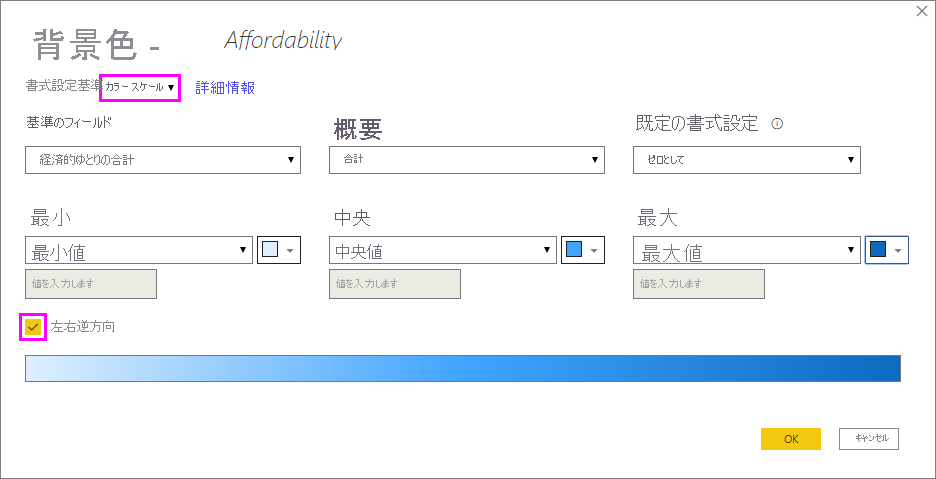 背景色 - Affordability
書式設定基準 カラー スケール 詳細情報
基準のフィールド 概要 既定の書式設定
経済的ゆとりの合計 合計 ゼロとして
最小 中央 最大
最小値 中央値 最大値
値を入力します 値を入力します 値を入力します
左右逆方向
OK キャンセル